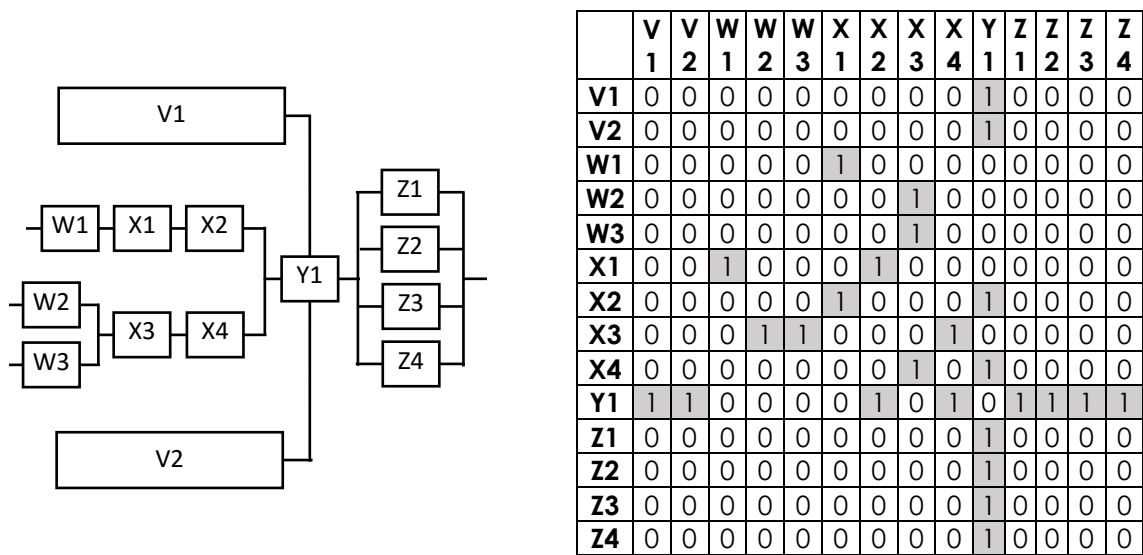 V1
Z1
W1 X1 X2
Z2
Y1
W2
Z3
X3 X4
W3
Z4
V2
V V W W W X X X X Y Z Z Z Z
1 2 1 2 3 1 2 3 4 1 1 2 3 4
V1 0 0 0 0 0 0 0 0 0 1 0 0 0 0
V2 0 0 0 0 0 0 0 0 0 1 0 0 0 0
W1 0 0 0 0 0 1 0 0 0 0 0 0 0 0
W2 0 0 0 0 0 0 0 1 0 0 0 0 0 0
W3 0 0 0 0 0 0 0 1 0 0 0 0 0 0
X1 0 0 1 0 0 0 1 0 0 0 0 0 0 0
X2 0 0 0 0 0 1 0 0 0 1 0 0 0 0
X3 0 0 0 1 1 0 0 0 1 0 0 0 0 0
X4 0 0 0 0 0 0 0 1 0 1 0 0 0 0
Y1 1 1 0 0 0 0 1 0 1 0 1 1 1 1
Z1 0 0 0 0 0 0 0 0 0 1 0 0 0 0
Z2 0 0 0 0 0 0 0 0 0 1 0 0 0 0
Z3 0 0 0 0 0 0 0 0 0 1 0 0 0 0
Z4 0 0 0 0 0 0 0 0 0 1 0 0 0 0